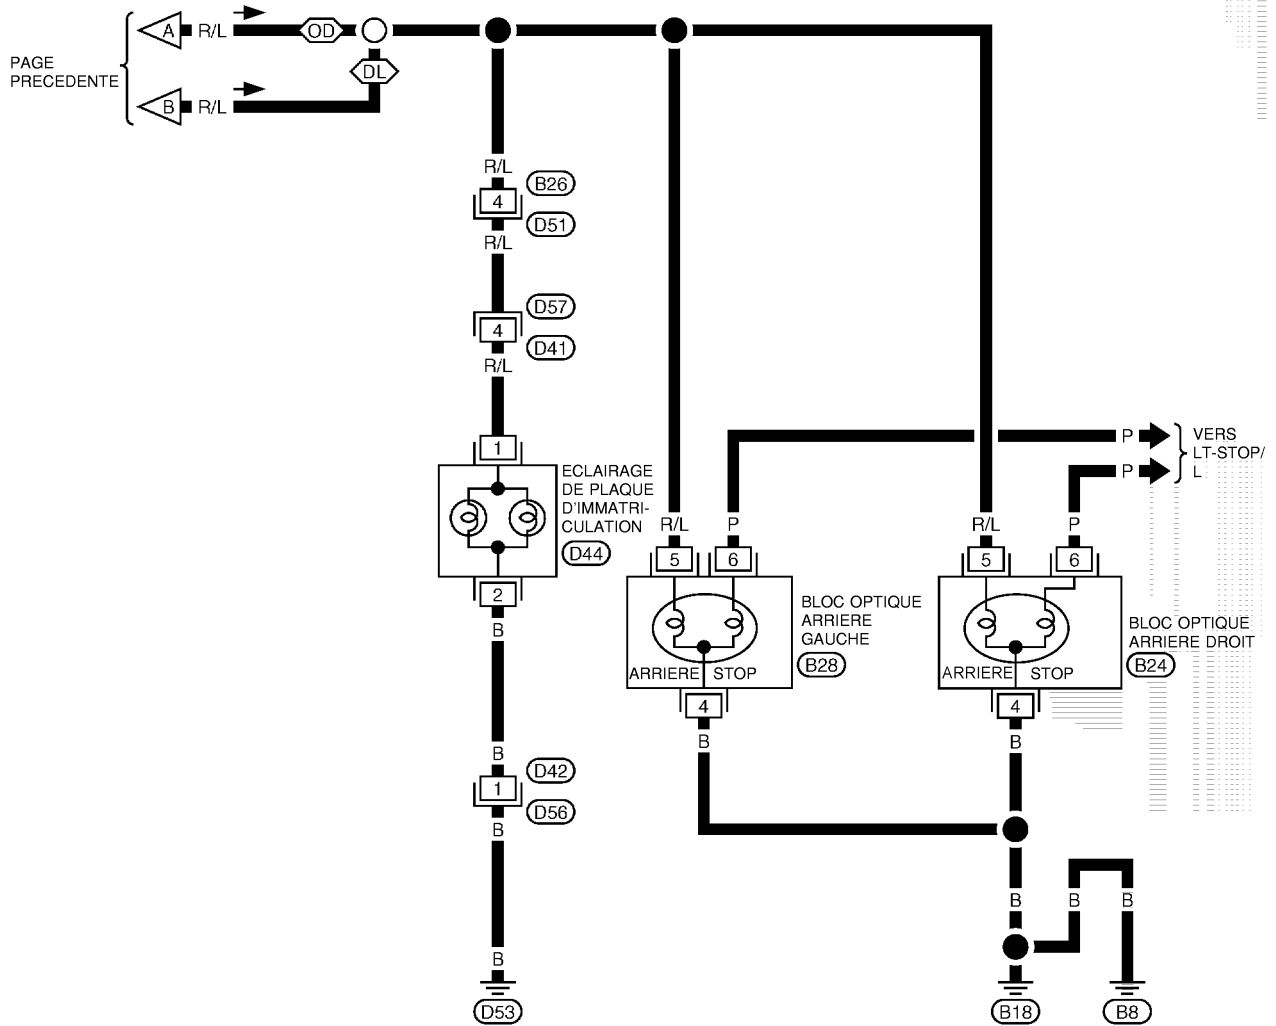 A R/L OD
PAGE
PRECEDENTE
DL
B R/L
R/L
B26
4
D51
R/L
D57
4
D41
R/L
1
ECLAIRAGE
DE PLAQUE
D'IMMATRI-
CULATION
D44
2
B
B
D42
1
D56
B
B
D53
P
P
VERS
LT-STOP/
L
R/L P
5 6
BLOC OPTIQUE
ARRIERE
GAUCHE
B28
ARRIERE STOP
4
B
R/L P
5 6
BLOC OPTIQUE
ARRIERE DROIT
B24
ARRIERE STOP
4
B
B B B
B18 B8